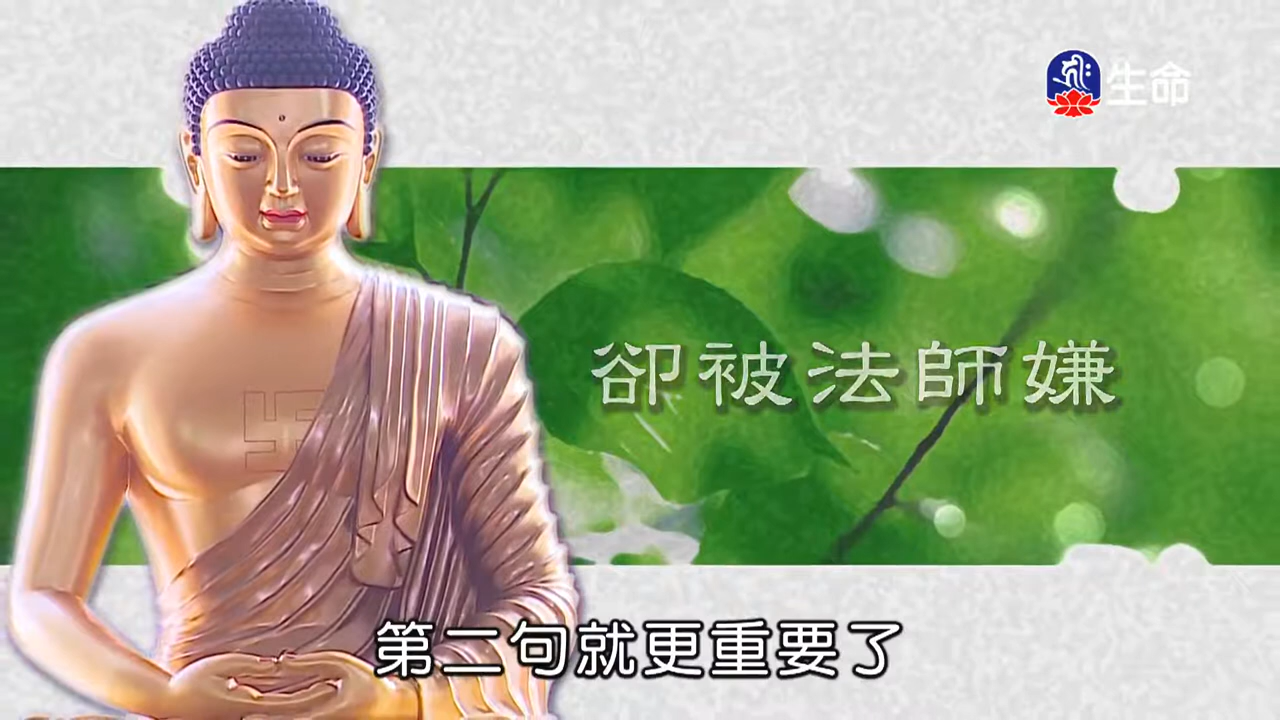 生命
卻被法師嫌
第二句就更重要了